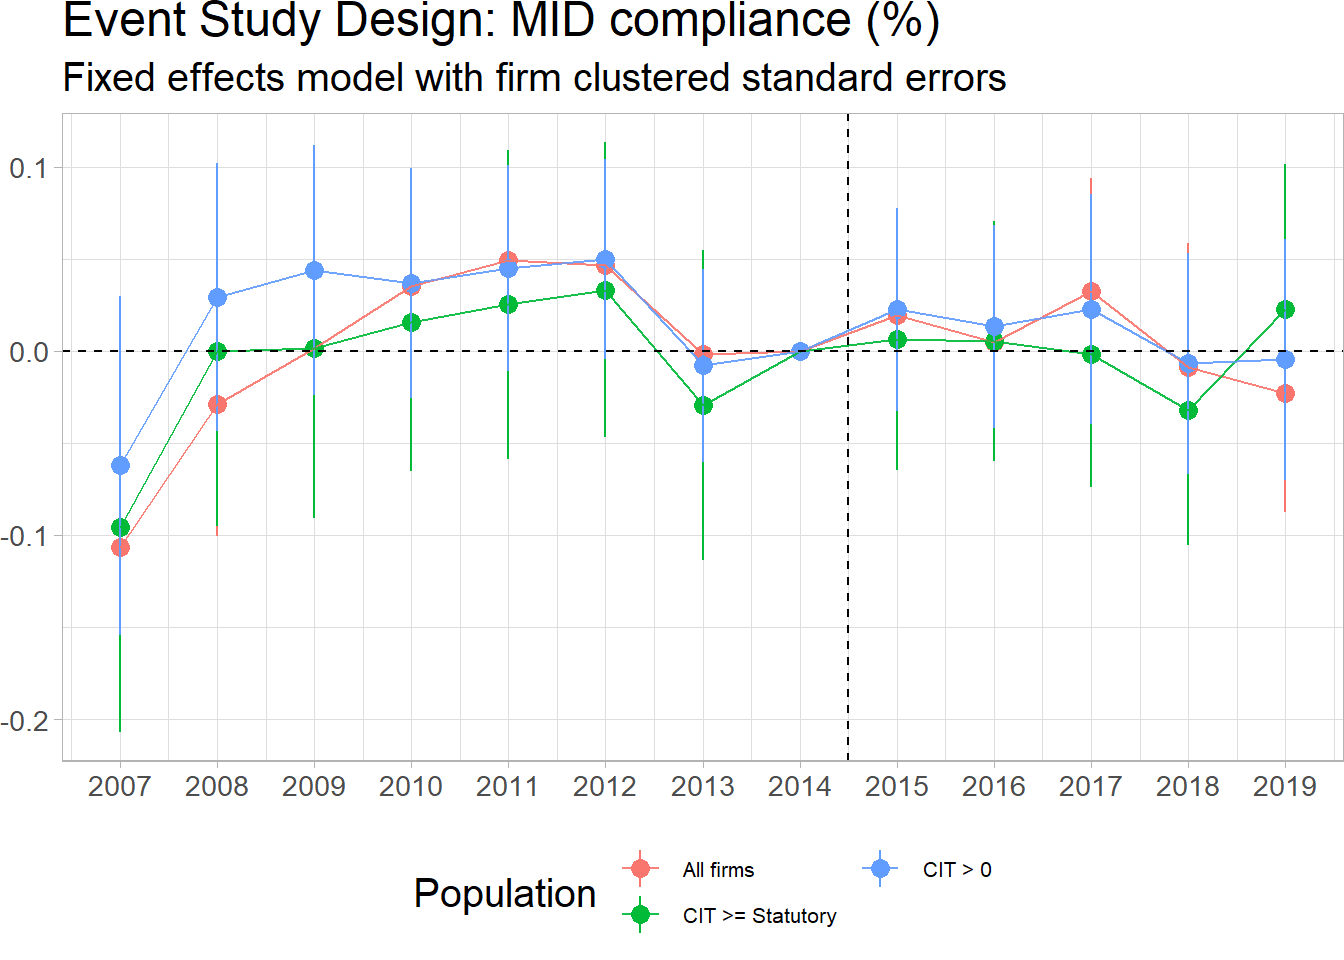 Event Study Design: MID compliance (%)
Fixed effects model with firm clustered standard errors
0.1
0.0
-0.1
-0.2
2007 2008 2009 2010 2011 2012 2013 2014 2015 2016 2017 2018 2019
Population
All firms
CIT >= Statutory
CIT > 0